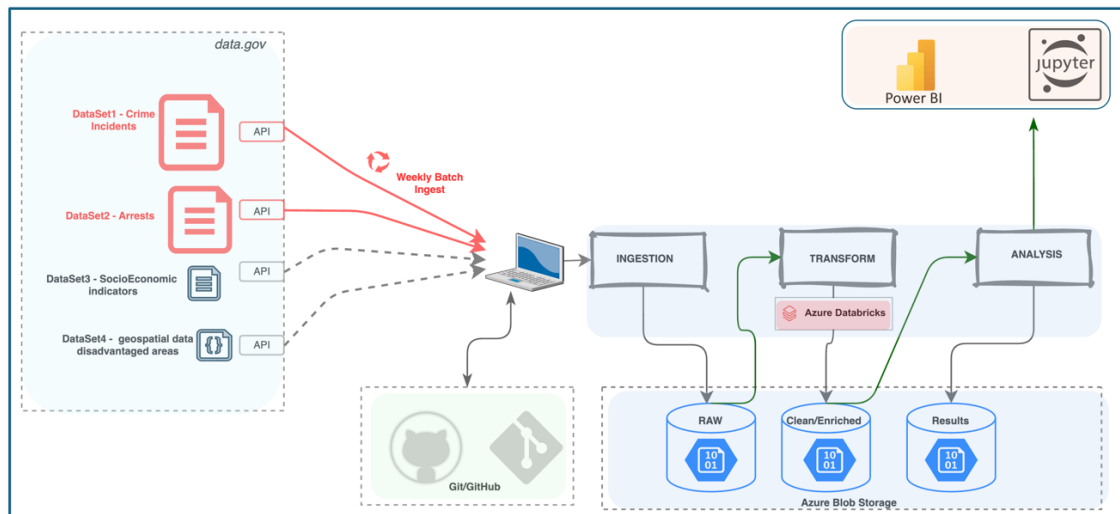 data.gov
DataSet1 - Crime
Incidents
API
Weekly Batch
Ingest
DataSet2 - Arrests
API
DataSet3 - SocioEconomic
indicators
API
DataSet4 - geospatial data
disadvantaged areas
API
Power BI
jupyter
INGESTION
TRANSFORM
ANALYSIS
Azure Databricks
Git/GitHub
RAW
Clean/Enriched
Results
10
01
10
01
10
01
Azure Blob Storage